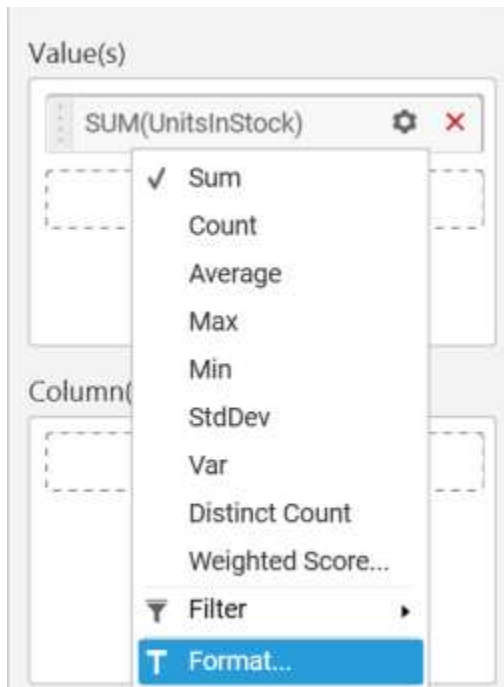 Value(s)
SUM(UnitsInStock)
Sum
Count
Average
Max
Min
Column(
StdDev
Var
Distinct Count
Weighted Score...
Filter
Format...